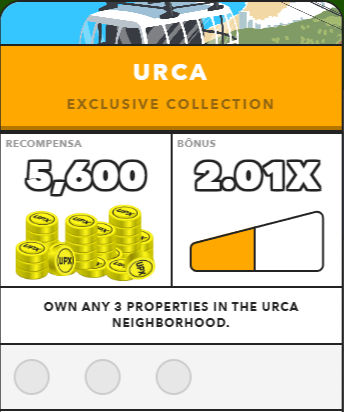 URCA
EXCLUSIVE COLLECTION
RECOMPENSA
5,600
BÔNUS
2.01X
UPX
UPX
UPX
UPX
UPX
OWN ANY 3 PROPERTIES IN THE URCA
NEIGHBORHOOD.